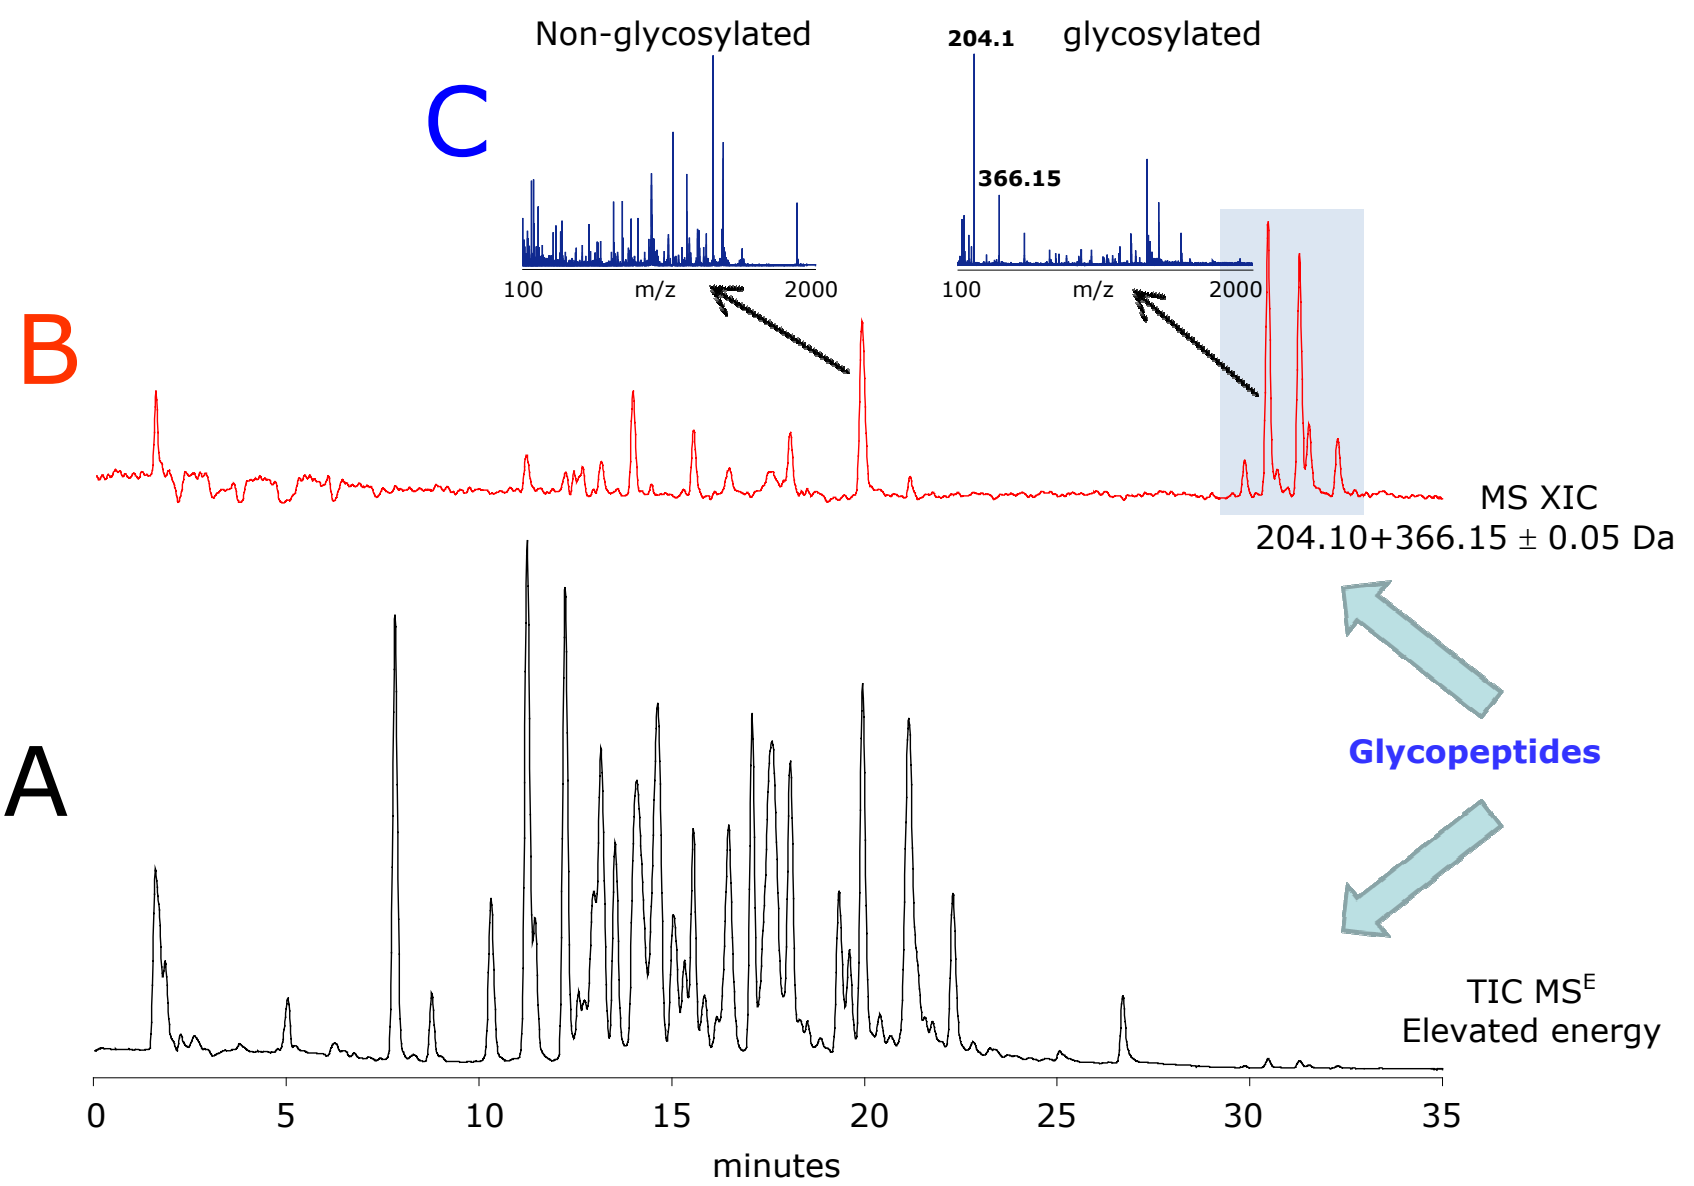 Non-glycosylated
204.1 glycosylated
C
366.15
100 m/z 2000
100 m/z 2000
B
MS XIC
204.10+366.15 ± 0.05 Da
Glycopeptides
A
TIC MS^E
Elevated energy
0 5 10 15 20 25 30 35
minutes